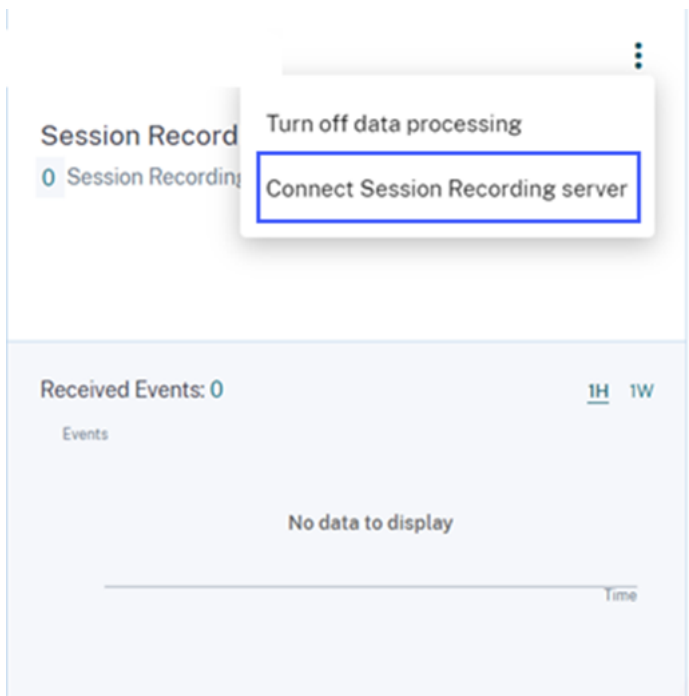 Turn off data processing
Session Record
0 Session Recording
Connect Session Recording server
Received Events: 0
1H 1W
Events
No data to display
Time